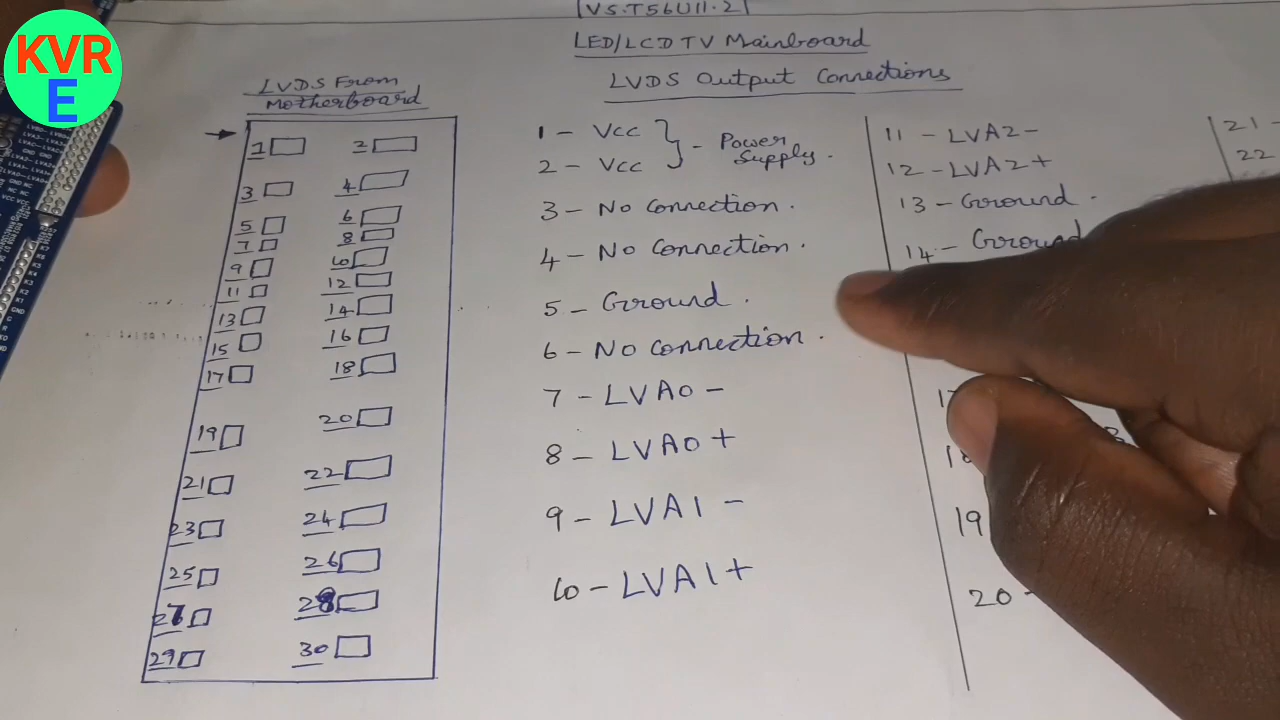 KVR
E
VS.T56U11.2
LED/LCD TV Mainboard
LVDS Output Connections
LVDS From
Motherboard
1 2
3 4
5 6
7 8
9 10
11 12
13 14
15 16
17 18
19 20
21 22
23 24
25 26
27 28
29 30
1 - Vcc
2 - Vcc
- Power
Supply.
3 - No Connection.
4 - No Connection.
5 - Ground.
6 - No Connection.
7 - LVA0 -
8 - LVA0 +
9 - LVA1 -
10 - LVA1 +
11 - LVA2 -
12 - LVA2 +
13 - Ground.
14 - Ground
19
20 -
21 -
22